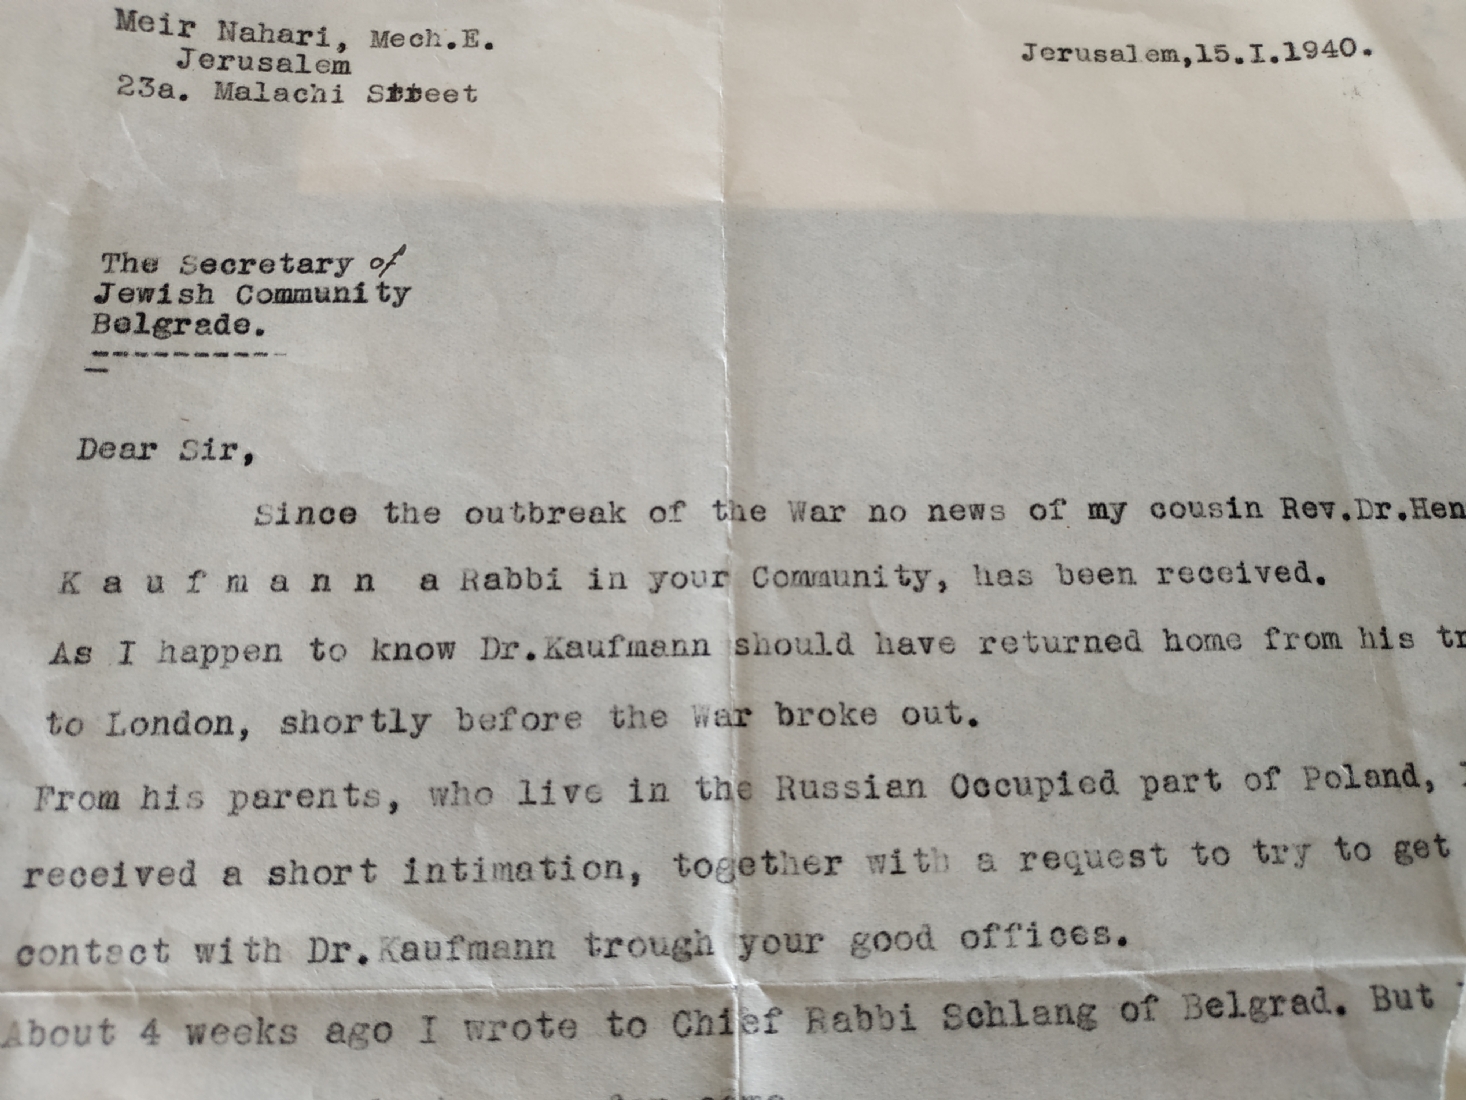 Meir Nahari, Mech.E.
Jerusalem
23a. Malachi Street
Jerusalem,15.I.1940.
The Secretary of
Jewish Community
Belgrade.
-----------
Dear Sir,
Since the outbreak of the War no news of my cousin Rev.Dr.Hen
K a u f m a n n a Rabbi in your Community, has been received.
As I happen to know Dr.Kaufmann should have returned home from his tr
to London, shortly before the War broke out.
From his parents, who live in the Russian Occupied part of Poland,
received a short intimation, together with a request to try to get
contact with Dr.Kaufmann trough your good offices.
About 4 weeks ago I wrote to Chief Rabbi Schlang of Belgrad. But